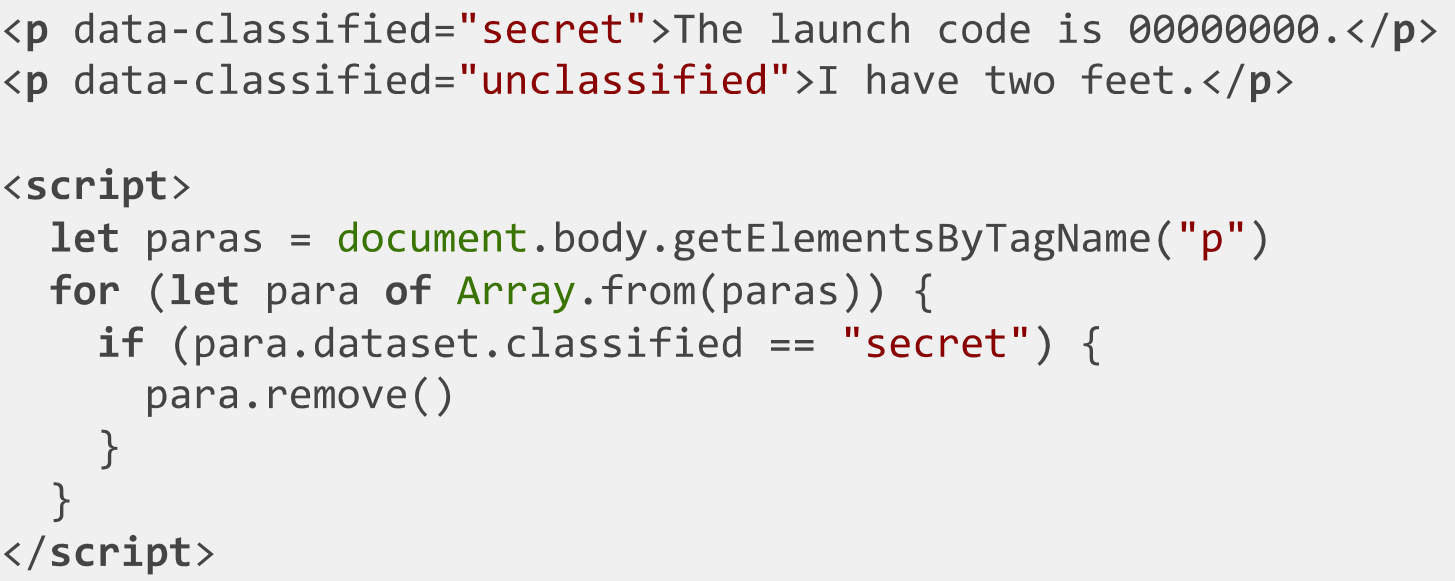 <p data-classified="secret">The launch code is 00000000.</p>
<p data-classified="unclassified">I have two feet.</p>

<script>
  let paras = document.body.getElementsByTagName("p")
  for (let para of Array.from(paras)) {
    if (para.dataset.classified == "secret") {
      para.remove()
    }
  }
</script>